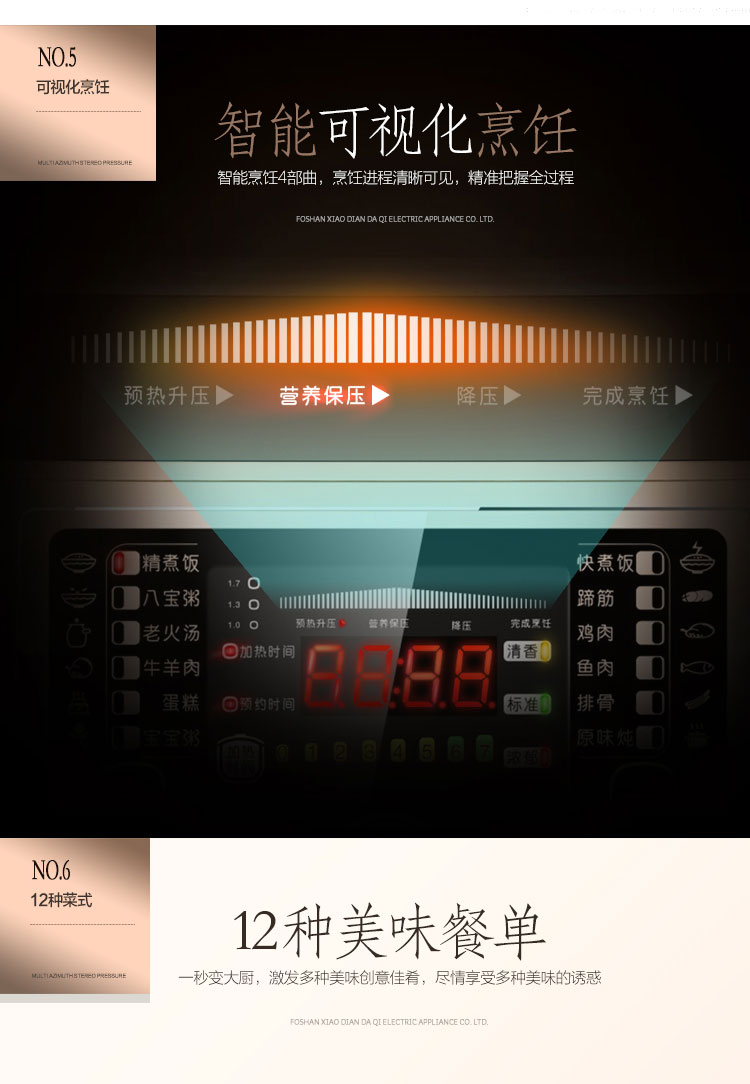 NO.5
可视化烹饪
MULTI AZIMUTH STEREO PRESSURE
智能可视化烹饪
智能烹饪4部曲，烹饪进程清晰可见，精准把握全过程
FOSHAN XIAO DIAN DA QI ELECTRIC APPLIANCE CO. LTD.
预热升压 营养保压 降压 完成烹饪
精煮饭
八宝粥
老火汤
牛羊肉
蛋糕
宝宝粥
1.7
1.3
1.0
预热升压 营养保压 降压 完成烹饪
加热时间
预约时间
88:88
清香
标准
浓郁
0 1 2 3 4 5 6 7
快煮饭
蹄筋
鸡肉
鱼肉
排骨
原味炖
NO.6
12种菜式
MULTI AZIMUTH STEREO PRESSURE
12种美味餐单
一秒变大厨，激发多种美味创意佳肴，尽情享受多种美味的诱惑
FOSHAN XIAO DIAN DA QI ELECTRIC APPLIANCE CO. LTD.